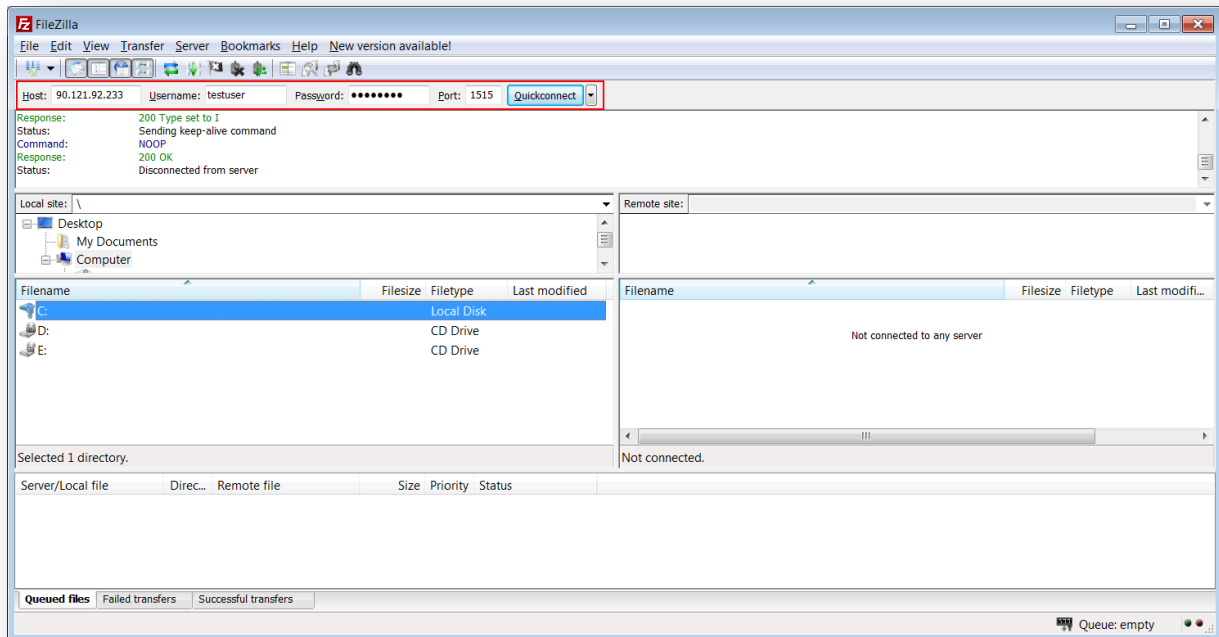 FileZilla
File Edit View Transfer Server Bookmarks Help New version available!
Host: 90.121.92.233 Username: testuser Password: ●●●●●●●● Port: 1515 Quickconnect
Response: 200 Type set to I
Status: Sending keep-alive command
Command: NOOP
Response: 200 OK
Status: Disconnected from server
Local site: \ Remote site:
Desktop
My Documents
Computer
Filename Filesize Filetype Last modified Filename Filesize Filetype Last modifi...
C: Local Disk
D: CD Drive
E: CD Drive
Not connected to any server
Selected 1 directory. Not connected.
Server/Local file Direc... Remote file Size Priority Status
Queued files Failed transfers Successful transfers
Queue: empty